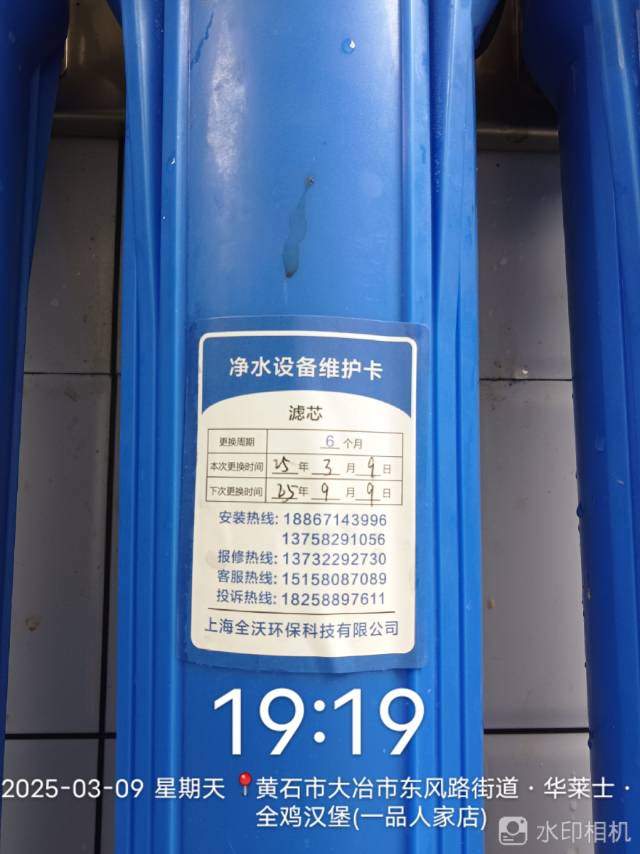 净水设备维护卡
滤芯
更换周期 6 个月
本次更换时间 25 年 3 月 9 日
下次更换时间 25 年 9 月 9 日
安装热线: 18867143996
13758291056
报修热线: 13732292730
客服热线: 15158087089
投诉热线: 18258897611
上海全沃环保科技有限公司
19:19
2025-03-09 星期天 黄石市大冶市东风路街道·华莱士·
全鸡汉堡(一品人家店)
水印相机